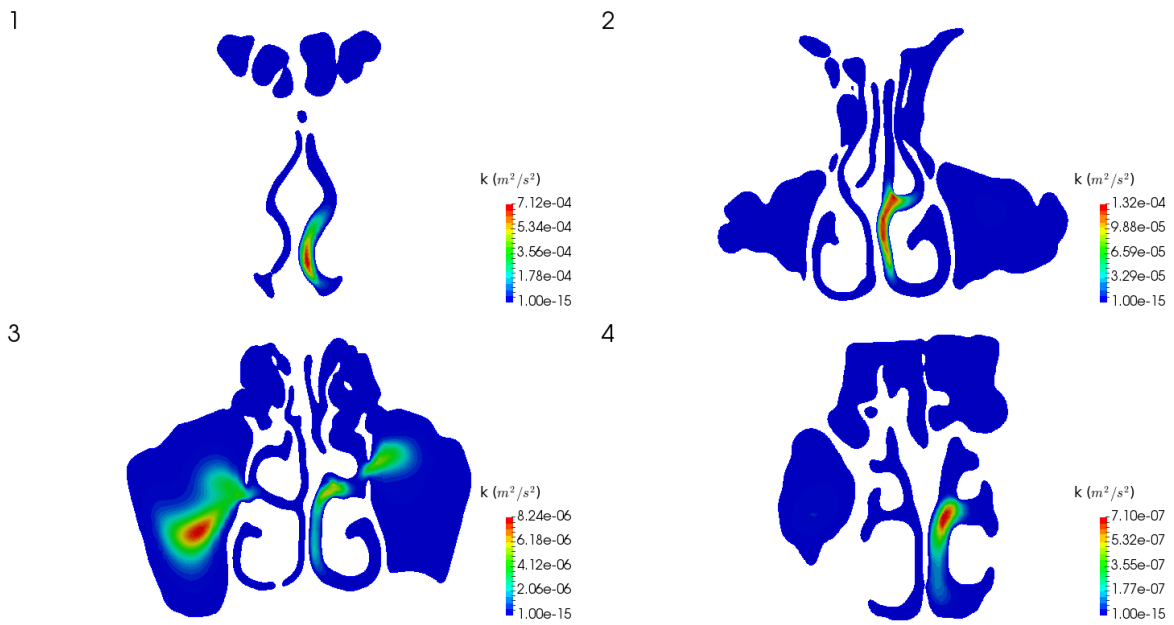 1
k (m²/s²)
7.12e-04
5.34e-04
3.56e-04
1.78e-04
1.00e-15
2
k (m²/s²)
1.32e-04
9.88e-05
6.59e-05
3.29e-05
1.00e-15
3
k (m²/s²)
8.24e-06
6.18e-06
4.12e-06
2.06e-06
1.00e-15
4
k (m²/s²)
7.10e-07
5.32e-07
3.55e-07
1.77e-07
1.00e-15